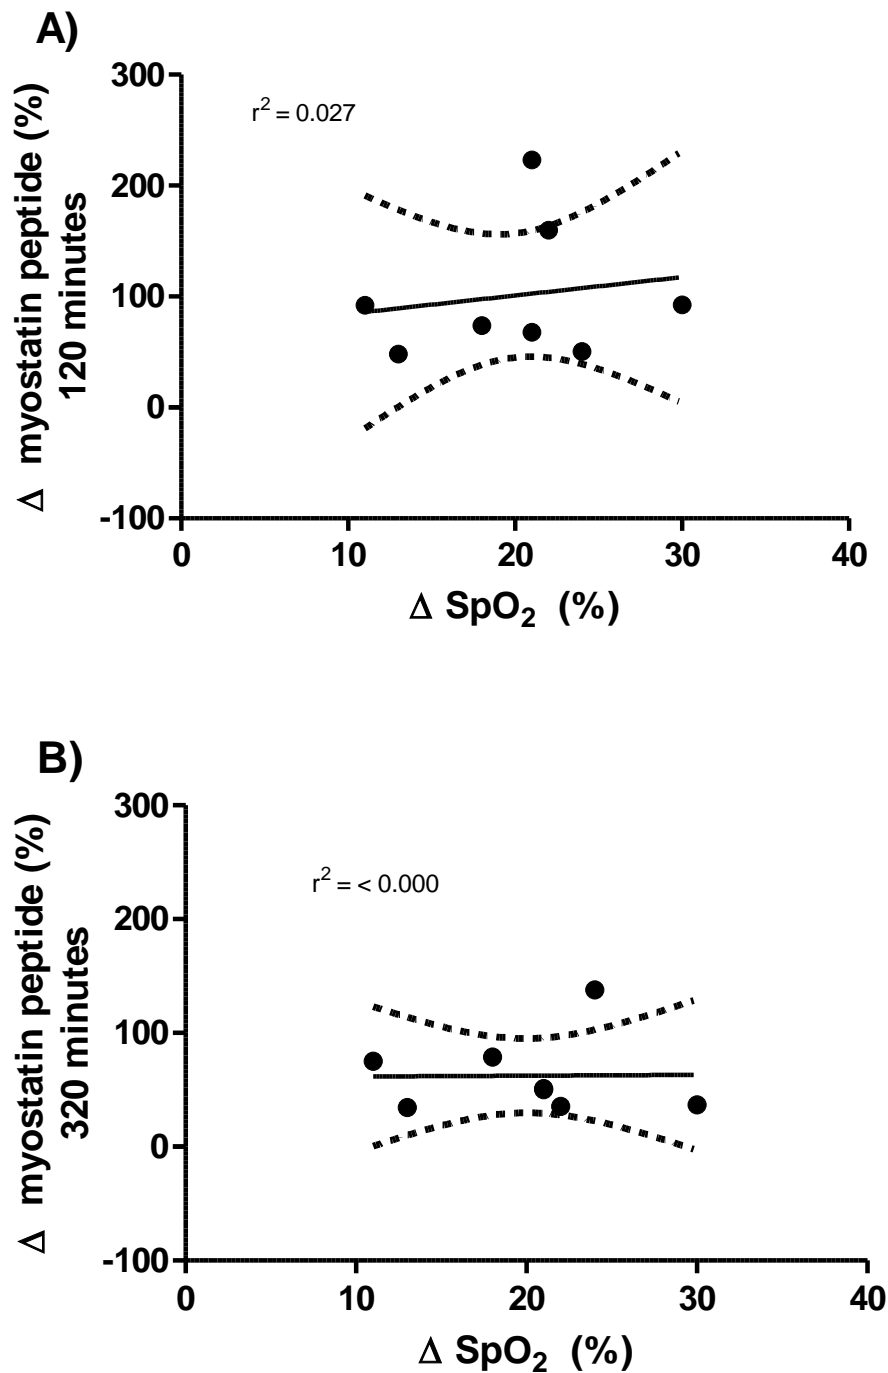 A)
Δ myostatin peptide (%)
120 minutes
300
200
100
0
-100
r² = 0.027
0 10 20 30 40
Δ SpO₂ (%)
B)
Δ myostatin peptide (%)
320 minutes
300
200
100
0
-100
r² = < 0.000
0 10 20 30 40
Δ SpO₂ (%)